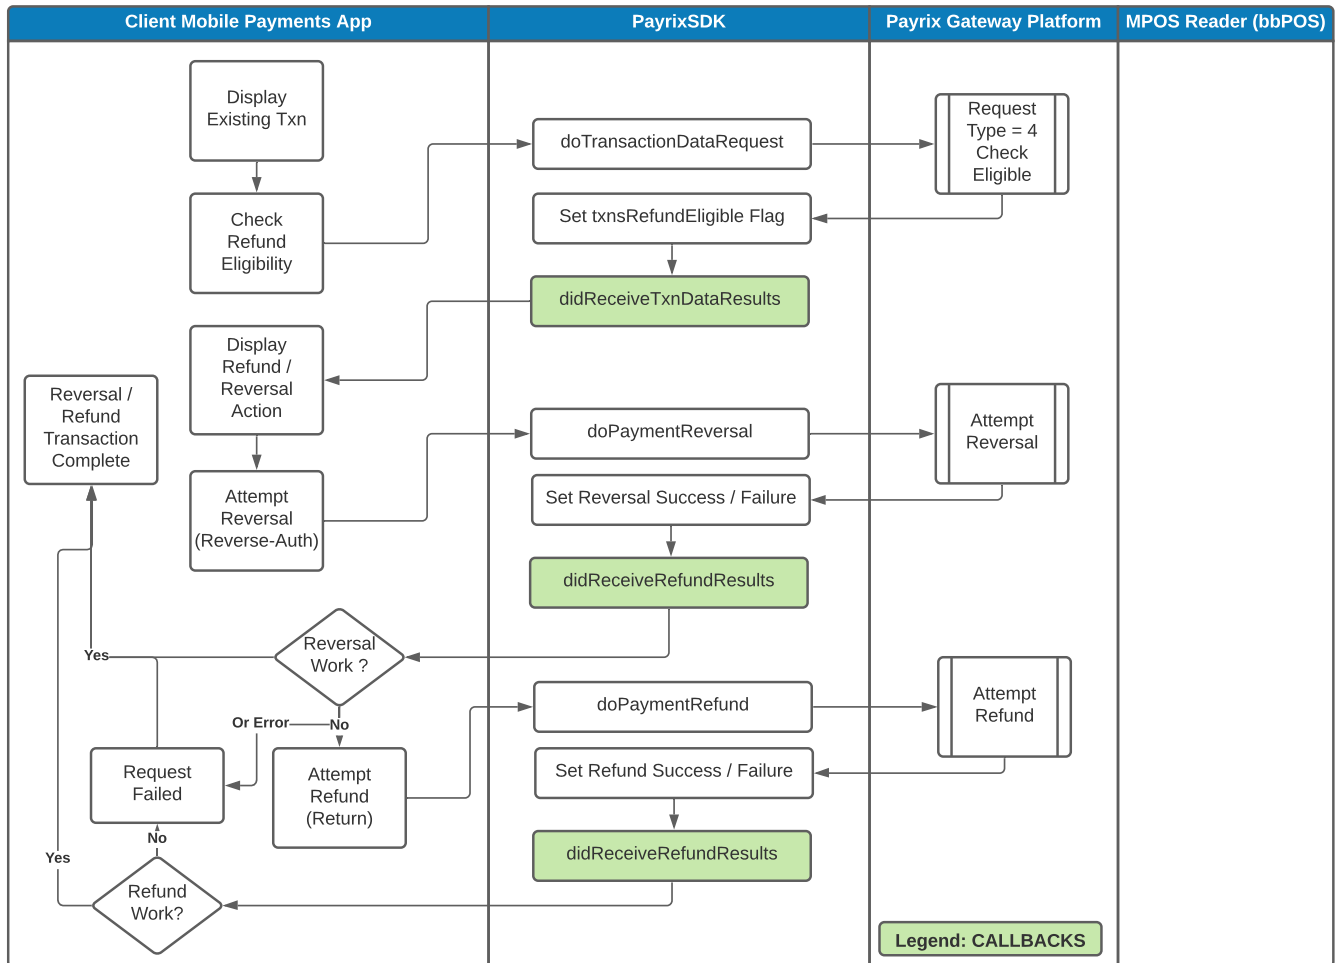 Client Mobile Payments App
PayrixSDK
Payrix Gateway Platform
MPOS Reader (bbPOS)
Display
Existing Txn
Check
Refund
Eligibility
doTransactionDataRequest
Request
Type = 4
Check
Eligible
Set txnsRefundEligible Flag
didReceiveTxnDataResults
Display
Refund /
Reversal
Action
Reversal /
Refund
Transaction
Complete
Attempt
Reversal
(Reverse-Auth)
doPaymentReversal
Attempt
Reversal
Set Reversal Success / Failure
didReceiveRefundResults
Reversal
Work ?
Yes
Or Error
No
Request
Failed
Attempt
Refund
(Return)
doPaymentRefund
Attempt
Refund
Set Refund Success / Failure
didReceiveRefundResults
No
Yes
Refund
Work?
Legend: CALLBACKS